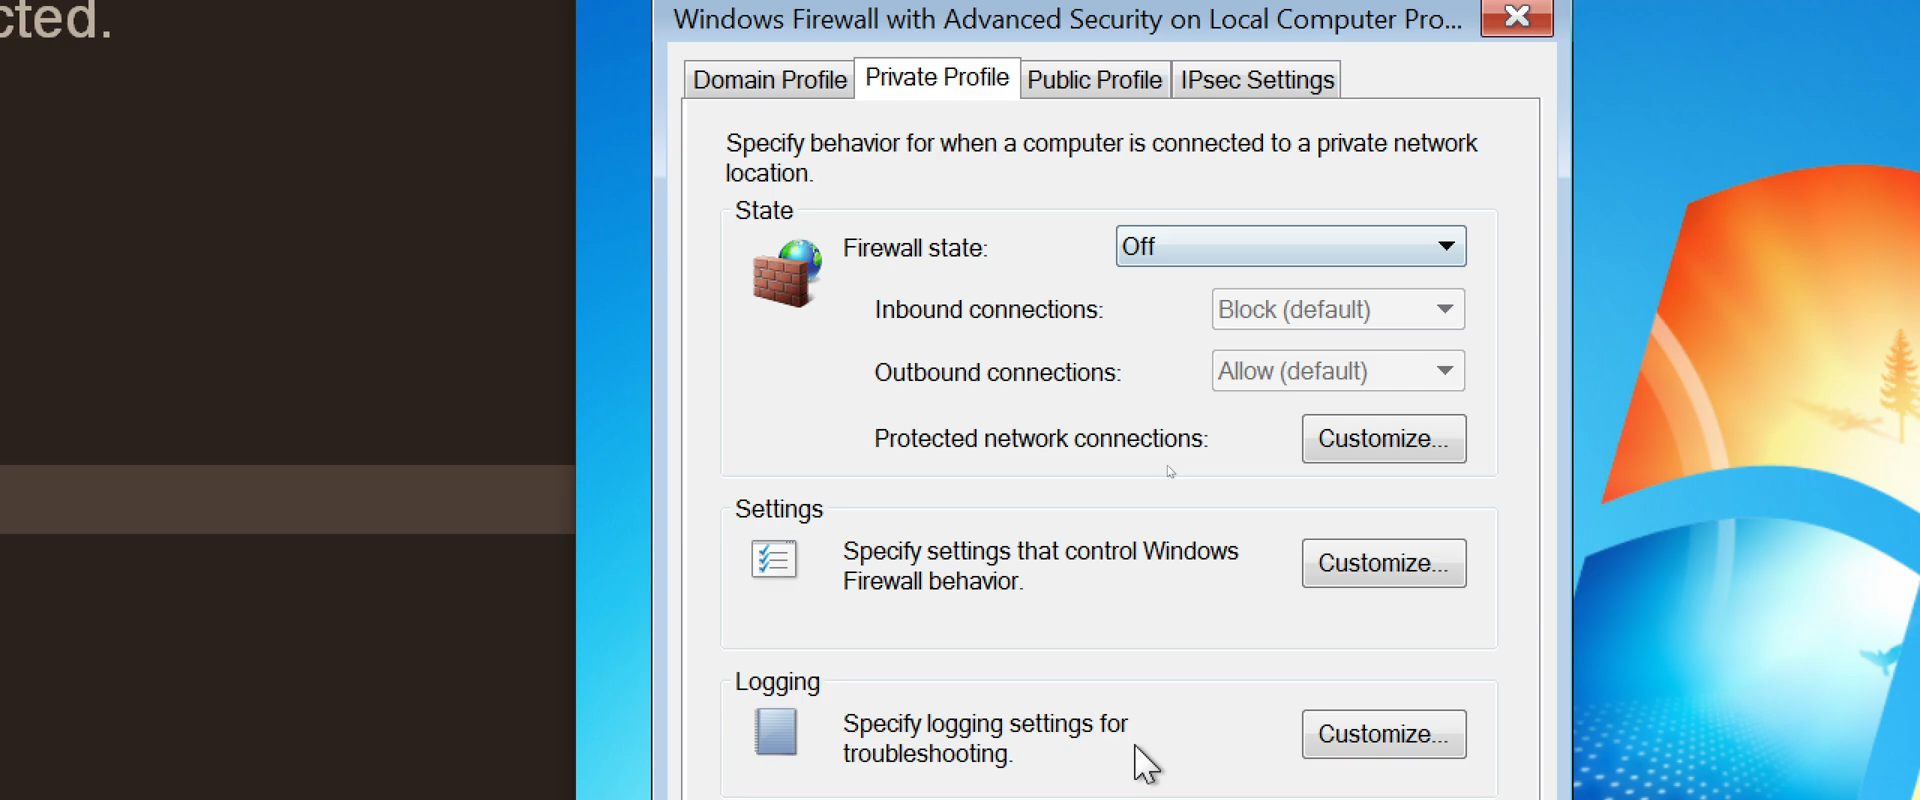 cted.
Windows Firewall with Advanced Security on Local Computer Pro...
Domain Profile
Private Profile
Public Profile
IPsec Settings
Specify behavior for when a computer is connected to a private network
location.
State
Firewall state:
Off
Inbound connections:
Block (default)
Outbound connections:
Allow (default)
Protected network connections:
Customize...
Settings
Specify settings that control Windows
Firewall behavior.
Customize...
Logging
Specify logging settings for
troubleshooting.
Customize...